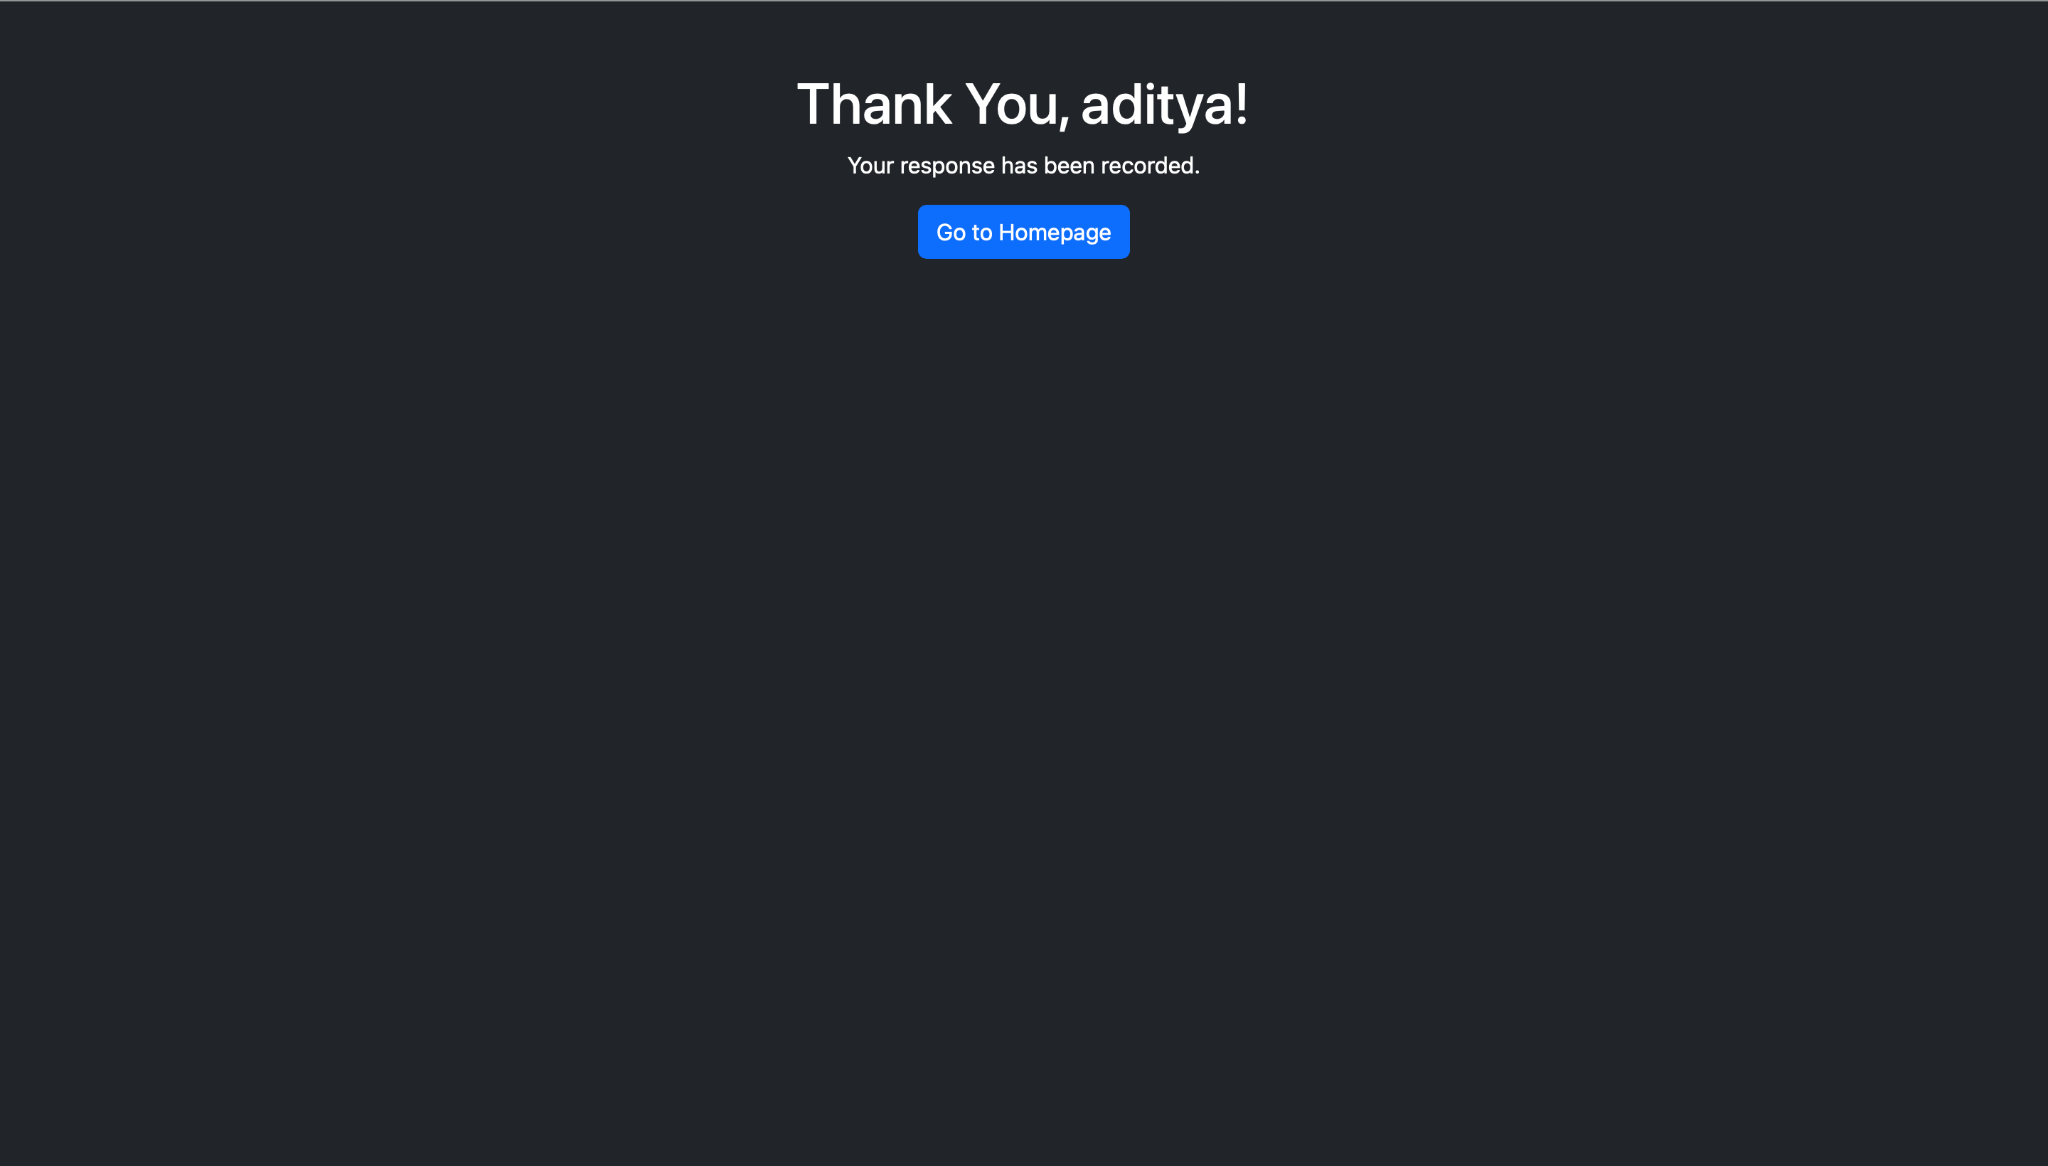 Thank You, aditya!
Your response has been recorded.
Go to Homepage